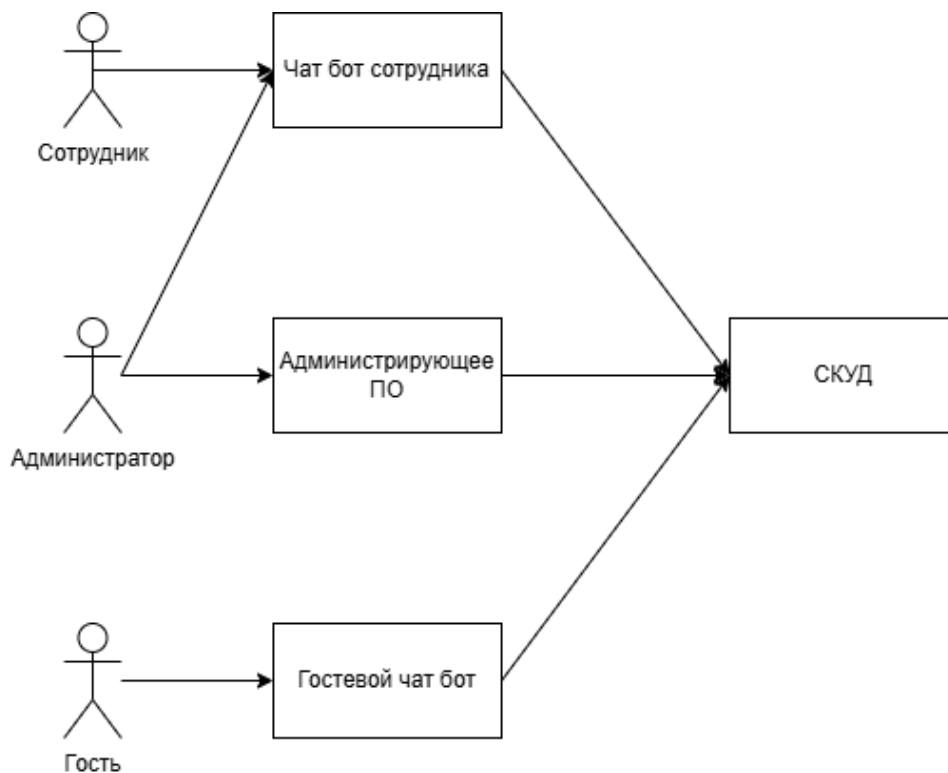 Чат бот сотрудника
Сотрудник
Администрирующее
ПО
СКУД
Администратор
Гостевой чат бот
Гость